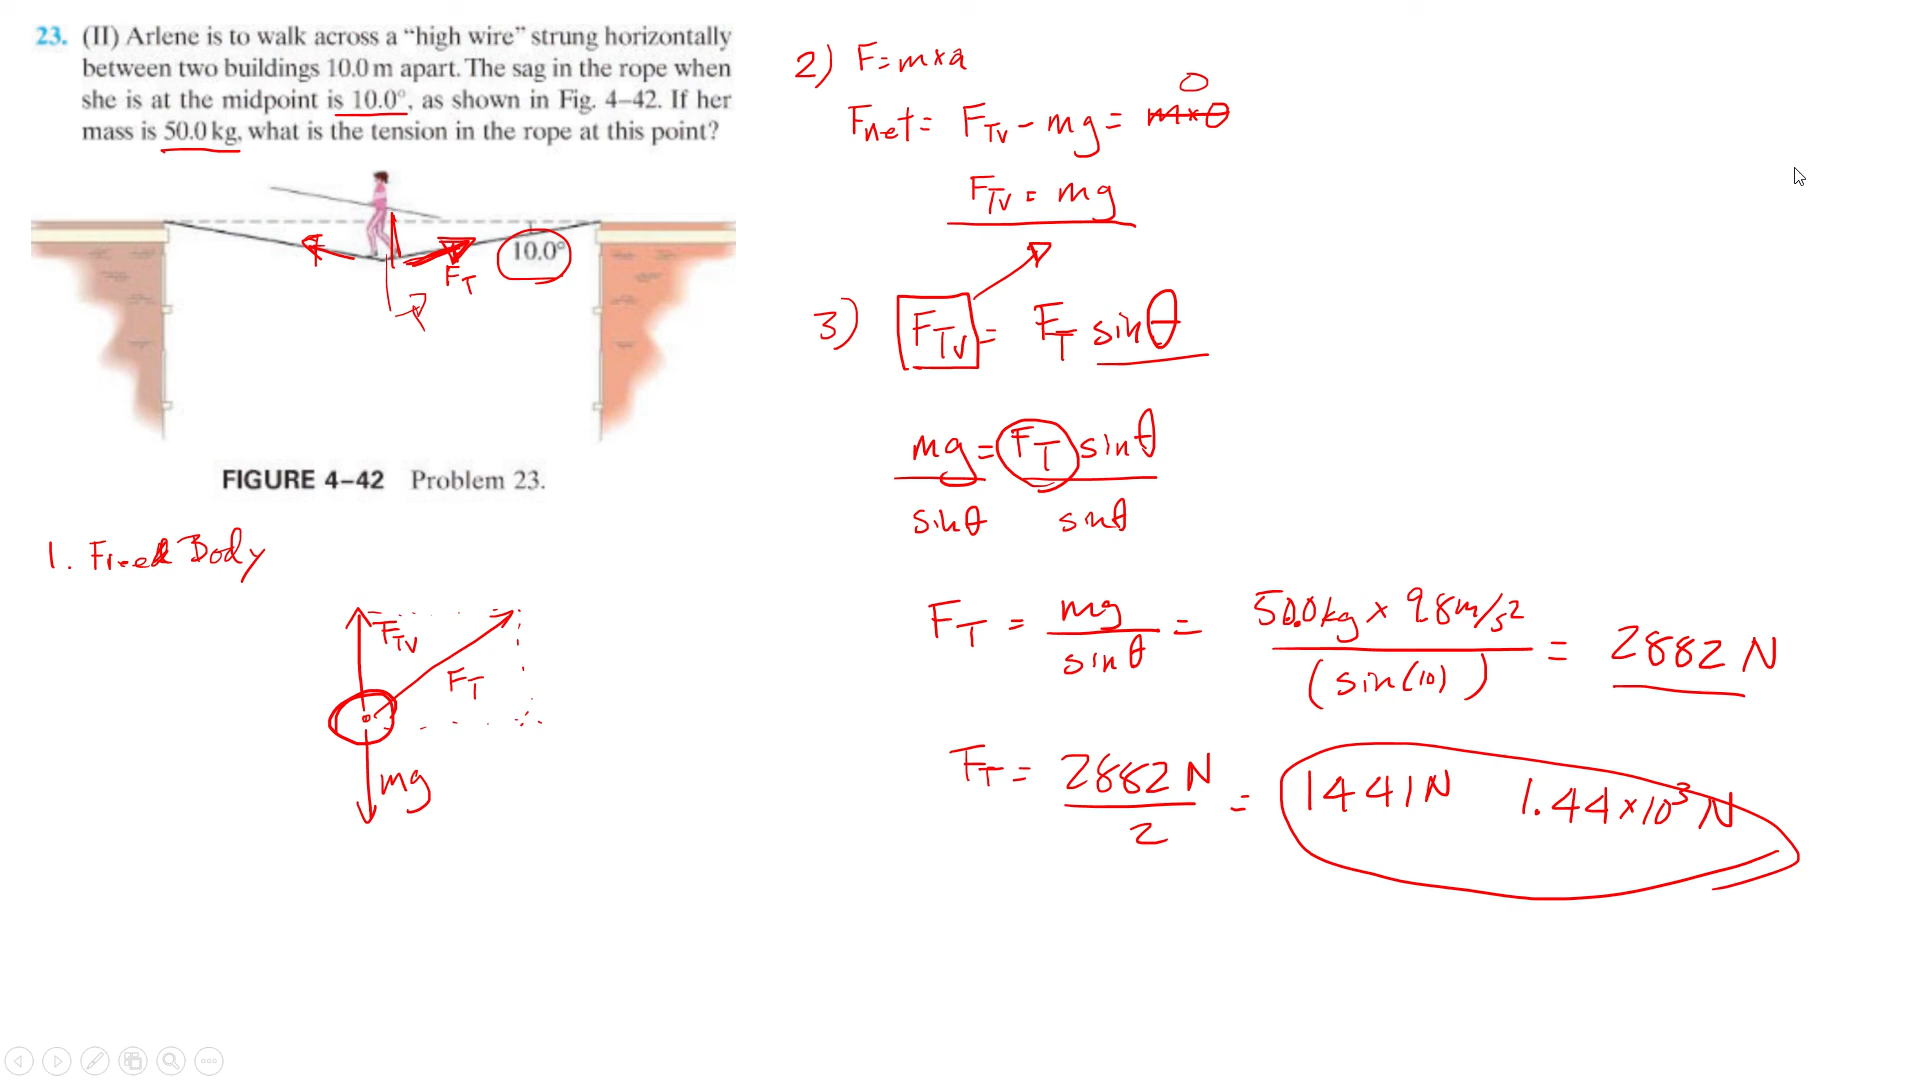 23. (II) Arlene is to walk across a “high wire” strung horizontally
between two buildings 10.0 m apart. The sag in the rope when
she is at the midpoint is 10.0°, as shown in Fig. 4–42. If her
mass is 50.0 kg, what is the tension in the rope at this point?
10.0°
F_T
FIGURE 4–42 Problem 23.
1. Free Body
F_Tv
F_T
mg
2) F = m × a
0
Fnet = F_Tv - mg = m × 0
F_Tv = mg
3) F_Tv = F_T sinθ
mg = F_T sinθ
sinθ sinθ
F_T = mg / sinθ = 50.0kg × 9.8m/s² / (sin(10)) = 2882 N
F_T = 2882 N / 2 = 1441 N 1.44×10³ N